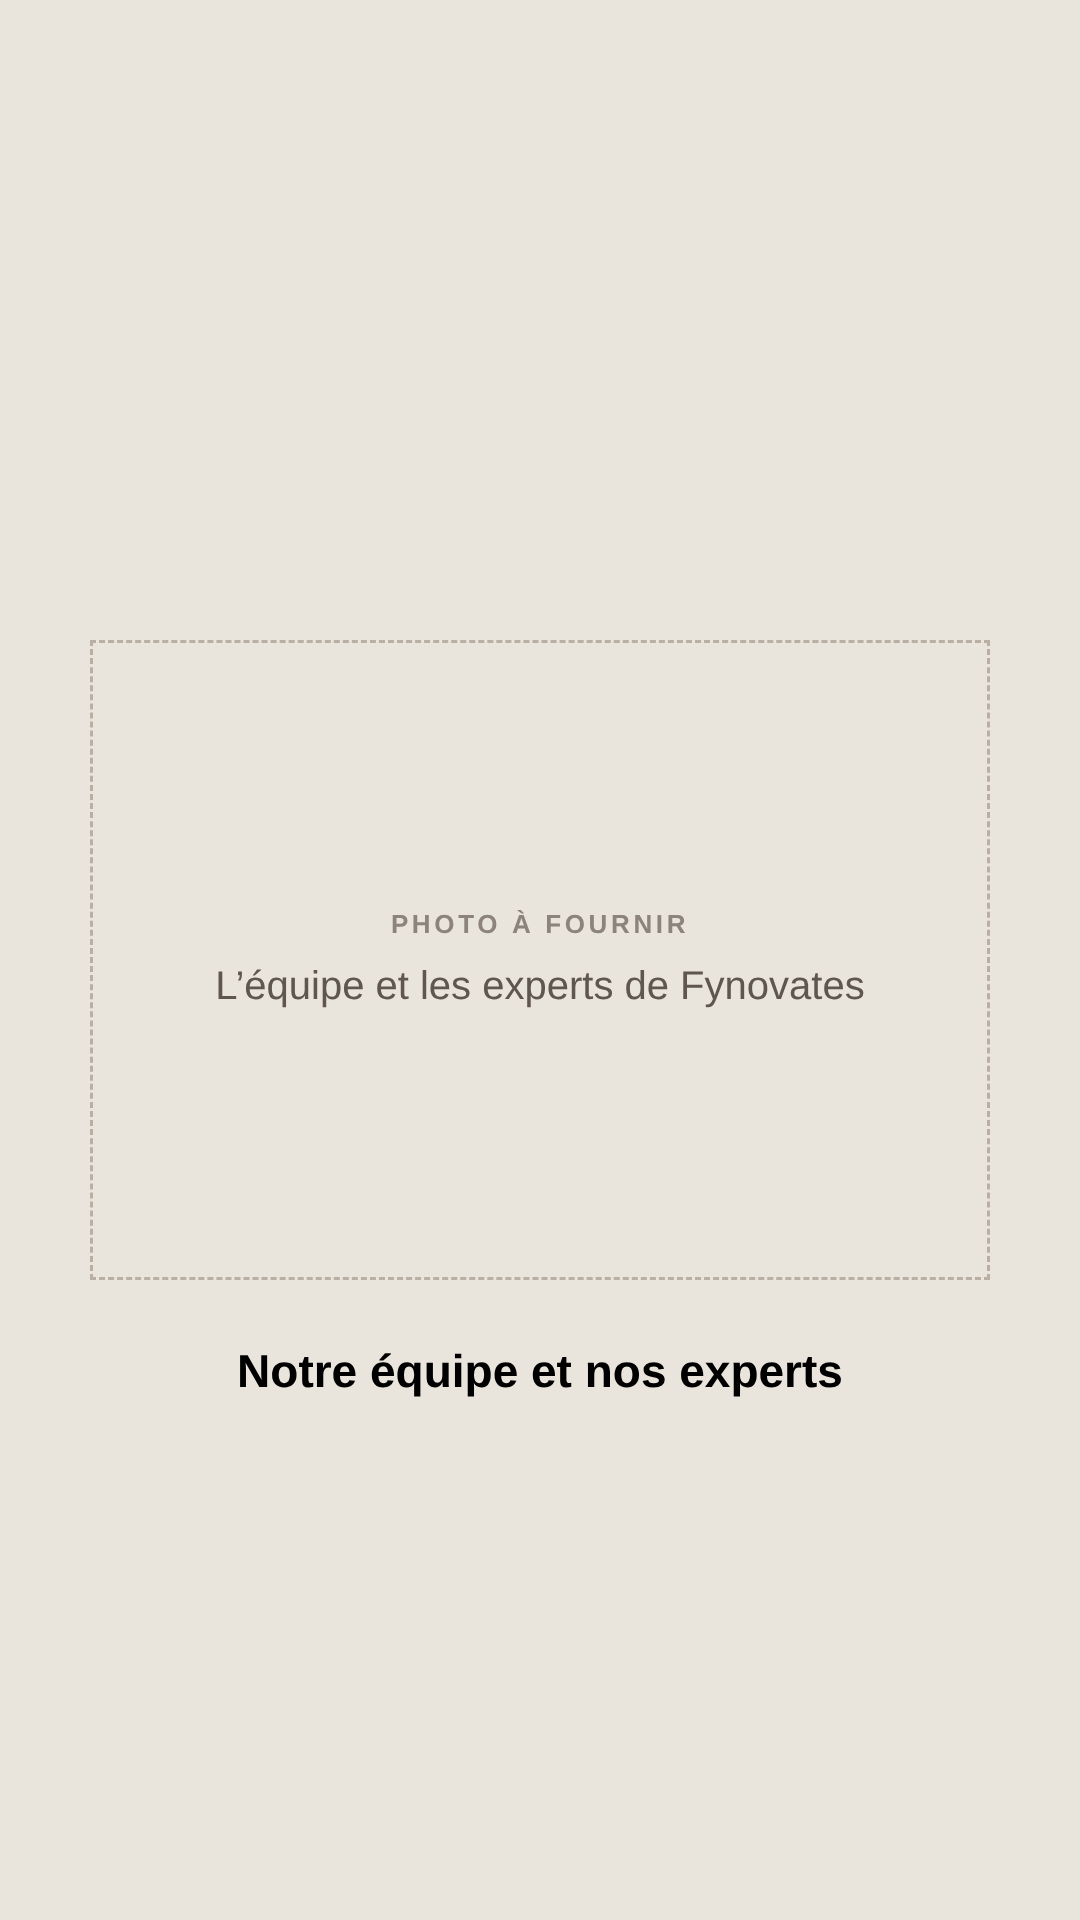 PHOTO À FOURNIR
L’équipe et les experts de Fynovates
Notre équipe et nos experts